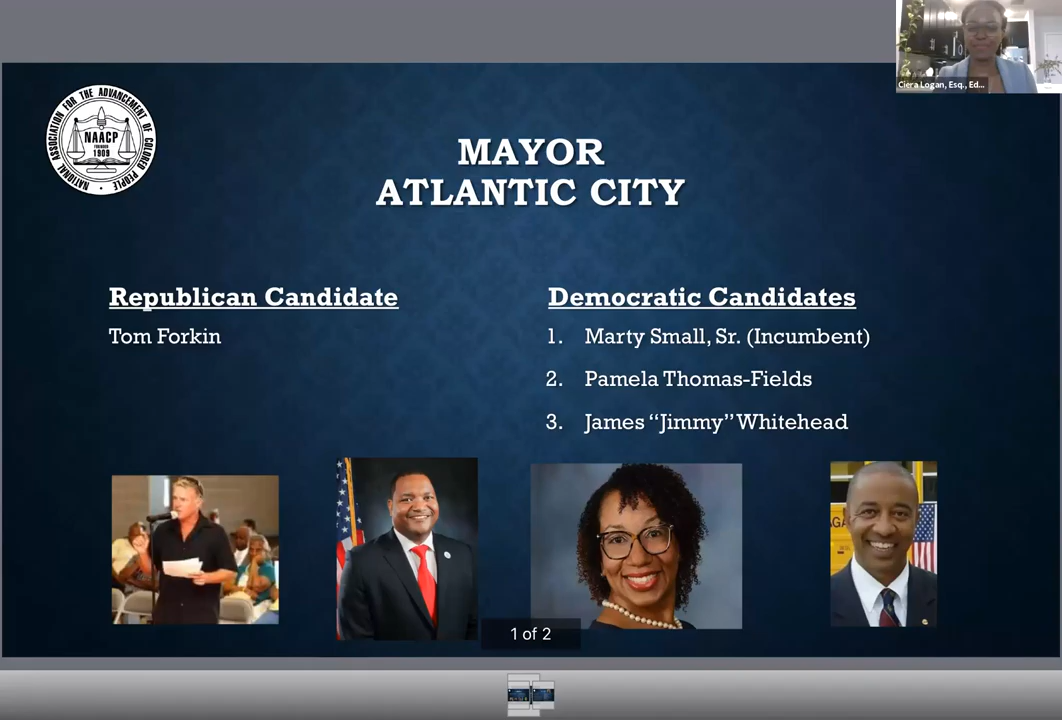 Ciera Logan, Esq., Ed...
NATIONAL ASSOCIATION FOR THE ADVANCEMENT OF COLORED PEOPLE
NAACP
FOUNDED
1909
MAYOR
ATLANTIC CITY
Republican Candidate
Tom Forkin
Democratic Candidates
1. Marty Small, Sr. (Incumbent)
2. Pamela Thomas-Fields
3. James “Jimmy” Whitehead
1 of 2